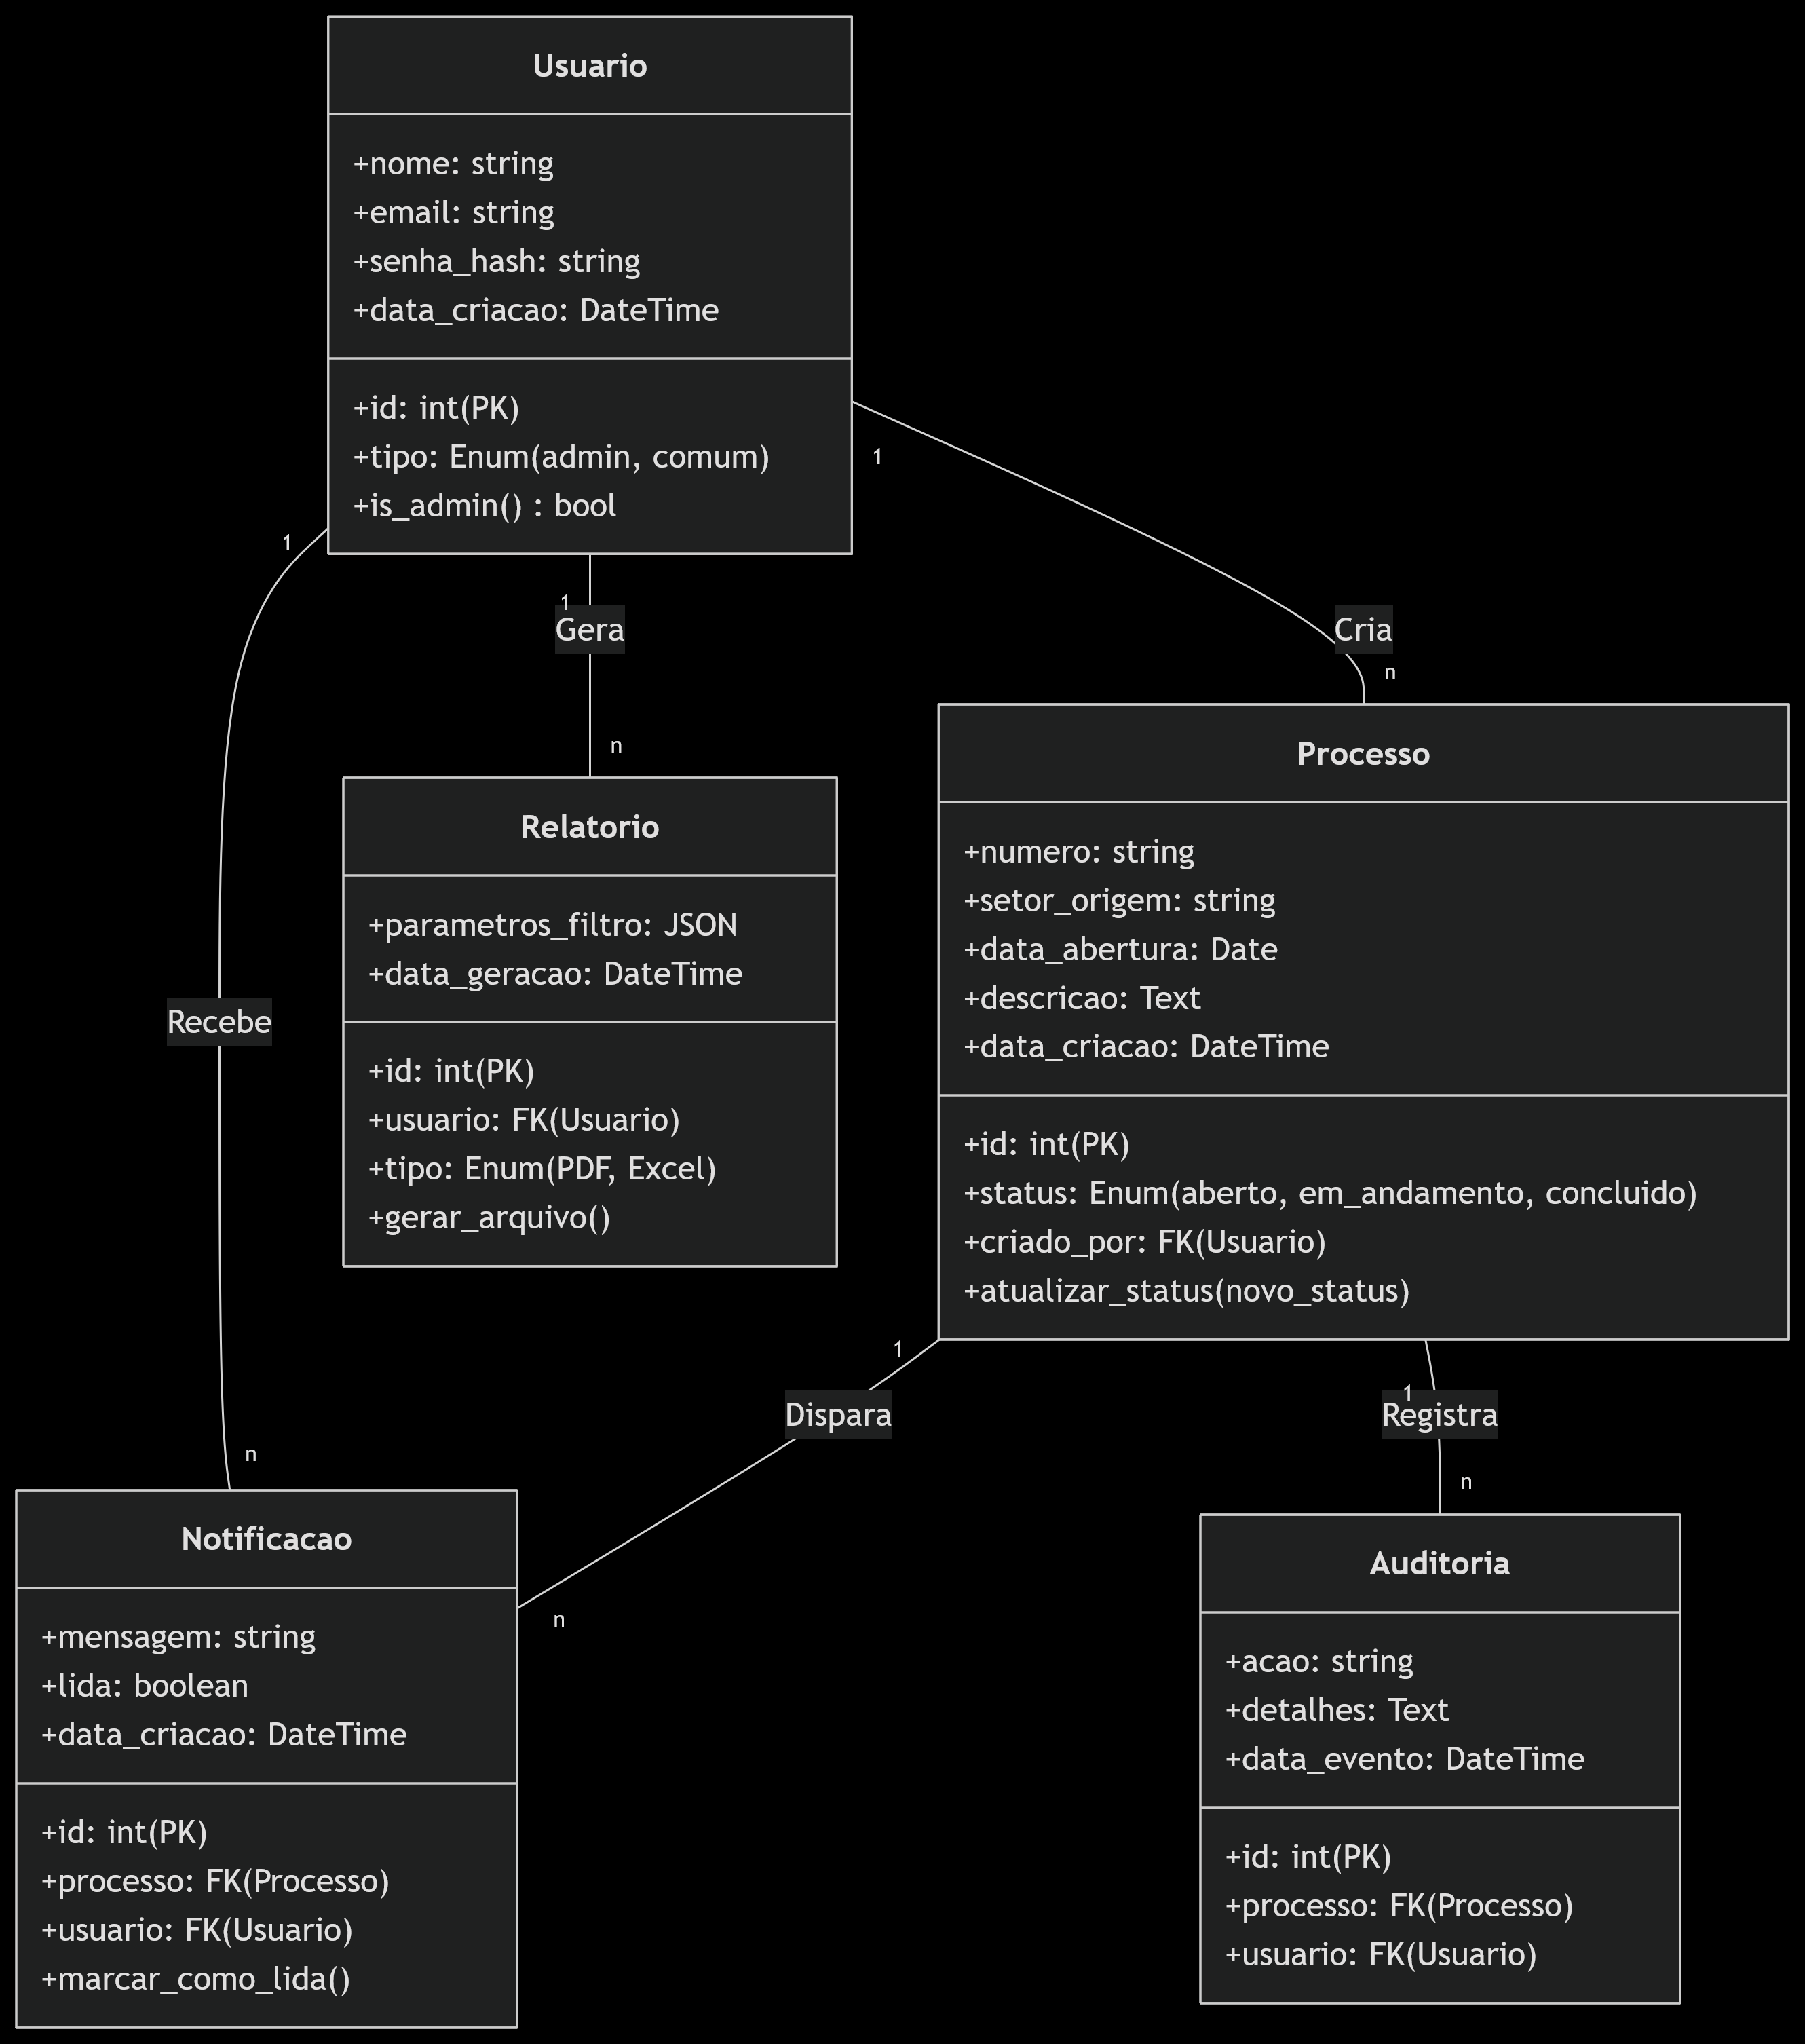 Usuario
+nome: string
+email: string
+senha_hash: string
+data_criacao: DateTime
+id: int(PK)
+tipo: Enum(admin, comum)
+is_admin() : bool
1
1
1
Gera
Cria
n
n
Relatorio
+parametros_filtro: JSON
+data_geracao: DateTime
+id: int(PK)
+usuario: FK(Usuario)
+tipo: Enum(PDF, Excel)
+gerar_arquivo()
Processo
+numero: string
+setor_origem: string
+data_abertura: Date
+descricao: Text
+data_criacao: DateTime
+id: int(PK)
+status: Enum(aberto, em_andamento, concluido)
+criado_por: FK(Usuario)
+atualizar_status(novo_status)
Recebe
1
Dispara
1
Registra
n
n
n
Notificacao
+mensagem: string
+lida: boolean
+data_criacao: DateTime
+id: int(PK)
+processo: FK(Processo)
+usuario: FK(Usuario)
+marcar_como_lida()
Auditoria
+acao: string
+detalhes: Text
+data_evento: DateTime
+id: int(PK)
+processo: FK(Processo)
+usuario: FK(Usuario)